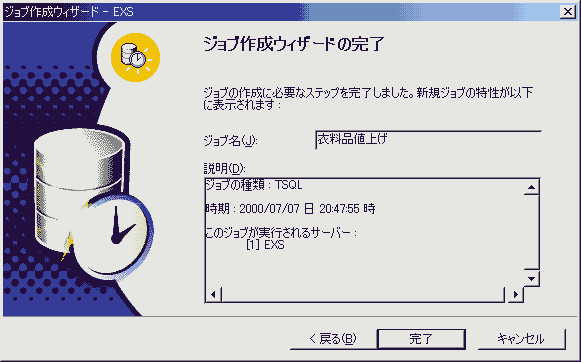 ジョブ作成ウィザード - EXS
ジョブ作成ウィザードの完了
ジョブの作成に必要なステップを完了しました。新規ジョブの特性が以下
に表示されます :
ジョブ名(J):
衣料品値上げ
説明(D):
ジョブの種類 : TSQL
時期 : 2000/07/07 日 20:47:55 時
このジョブが実行されるサーバー :
[1] EXS
< 戻る(B)
完了
キャンセル